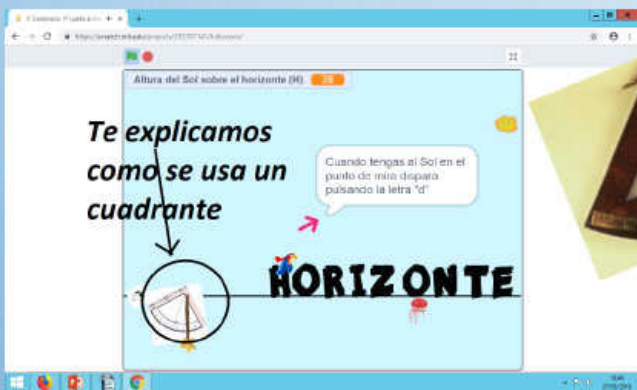 Altura del Sol sobre el horizonte (H)
Te explicamos
como se usa un
cuadrante
Cuando tengas al Sol en el
punto de mira dispara
pulsando la letra "d"
HORIZONTE